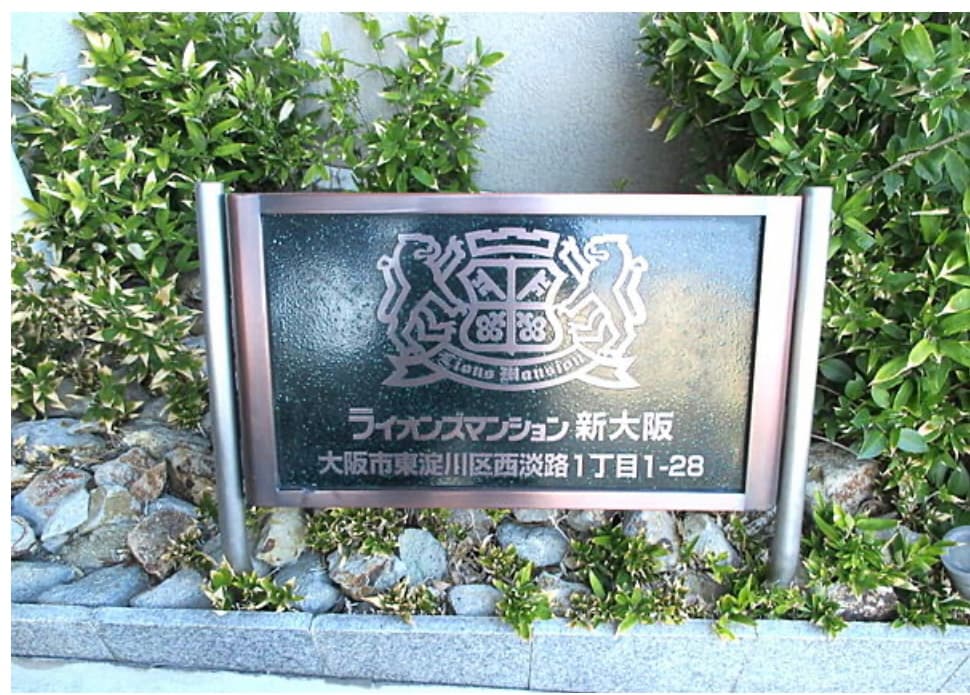 Lions Mansion
ライオンズマンション 新大阪
大阪市東淀川区西淡路1丁目1-28